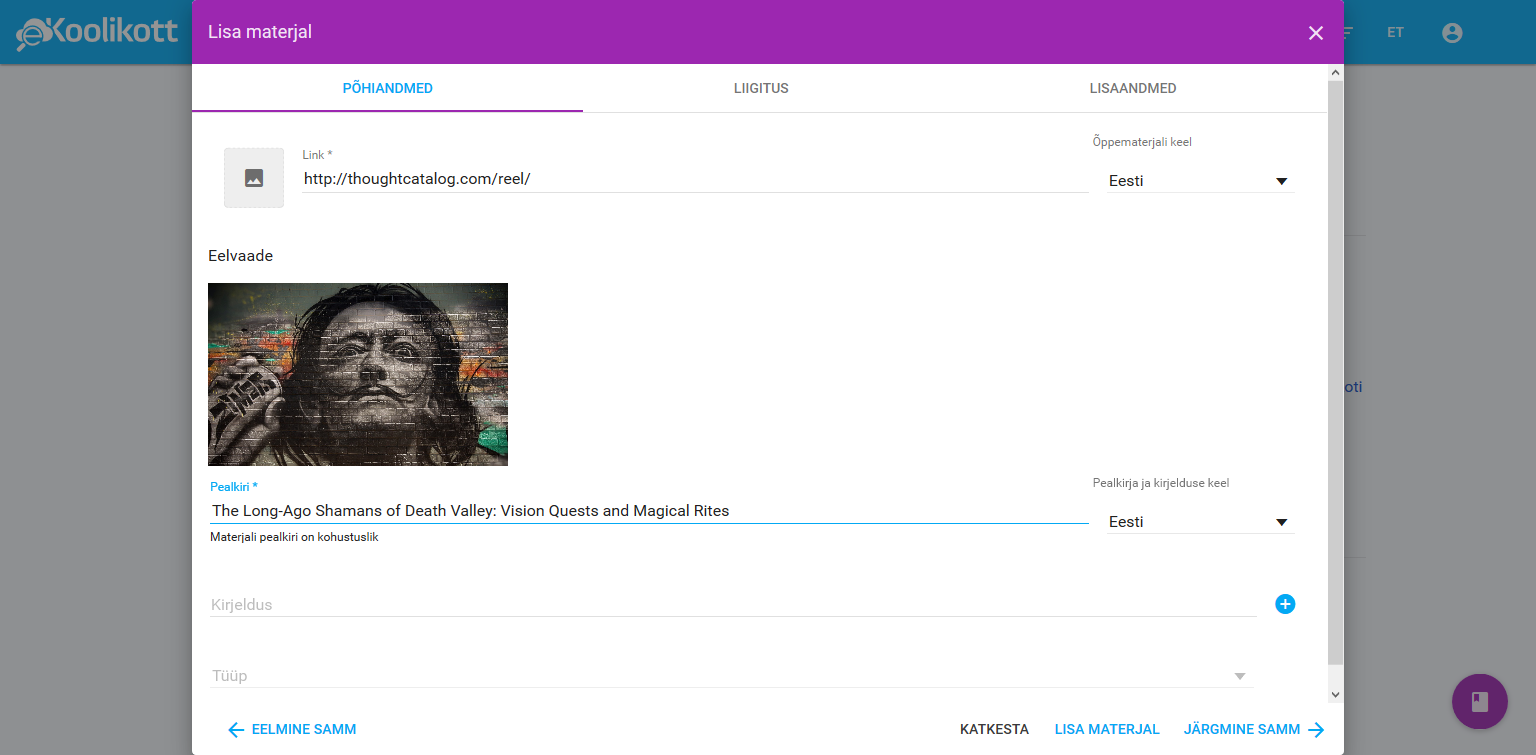 Koolikott
Lisa materjal
ET
PÕHIANDMED
LIIGITUS
LISAANDMED
Link *
http://thoughtcatalog.com/reel/
Õppematerjali keel
Eesti
Eelvaade
Pealkiri *
The Long-Ago Shamans of Death Valley: Vision Quests and Magical Rites
Materjali pealkiri on kohustuslik
Pealkirja ja kirjelduse keel
Eesti
oti
Kirjeldus
Tüüp
EELMINE SAMM
KATKESTA
LISA MATERJAL
JÄRGMINE SAMM